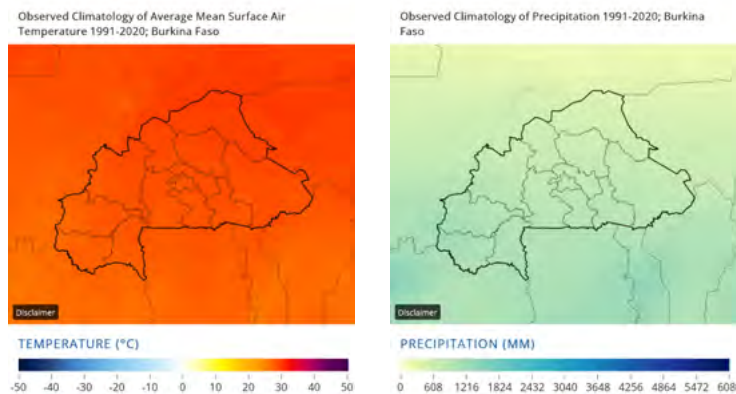 Observed Climatology of Average Mean Surface Air
Temperature 1991-2020; Burkina Faso
Observed Climatology of Precipitation 1991-2020; Burkina
Faso
Disclaimer
Disclaimer
TEMPERATURE (°C)
-50 -40 -30 -20 -10 0 10 20 30 40 50
PRECIPITATION (MM)
0 608 1216 1824 2432 3040 3648 4256 4864 5472 608